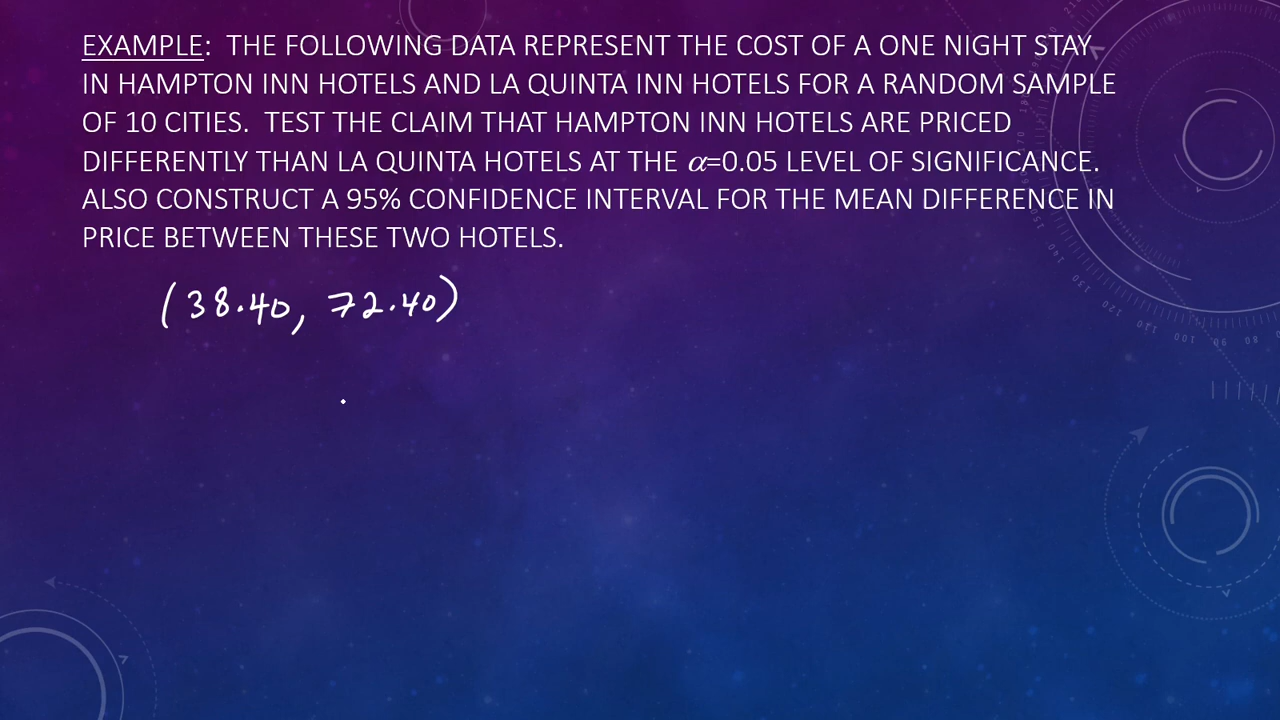 EXAMPLE: THE FOLLOWING DATA REPRESENT THE COST OF A ONE NIGHT STAY
IN HAMPTON INN HOTELS AND LA QUINTA INN HOTELS FOR A RANDOM SAMPLE
OF 10 CITIES. TEST THE CLAIM THAT HAMPTON INN HOTELS ARE PRICED
DIFFERENTLY THAN LA QUINTA HOTELS AT THE α=0.05 LEVEL OF SIGNIFICANCE.
ALSO CONSTRUCT A 95% CONFIDENCE INTERVAL FOR THE MEAN DIFFERENCE IN
PRICE BETWEEN THESE TWO HOTELS.
(38.40, 72.40)